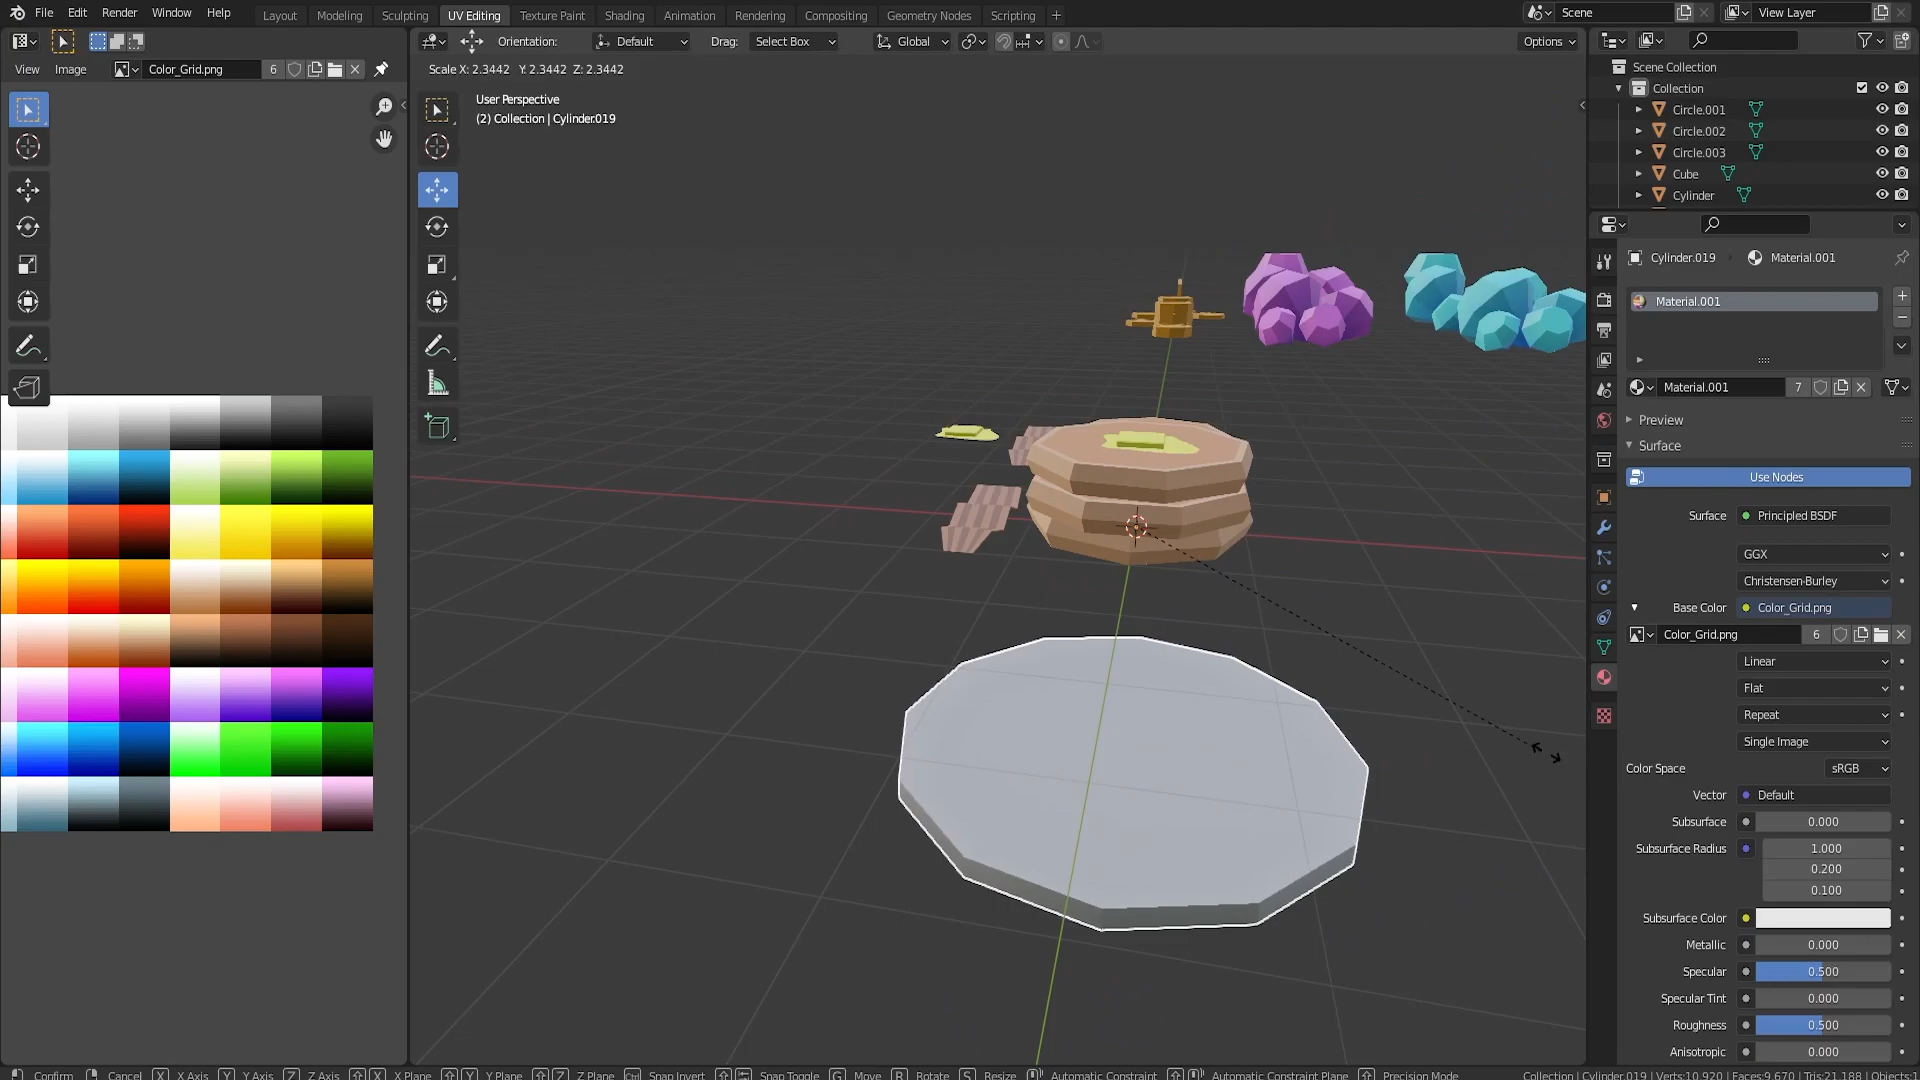 File Edit Render Window Help Layout Modeling Sculpting UV Editing Texture Paint Shading Animation Rendering Compositing Geometry Nodes Scripting + Scene View Layer
Orientation: Default Drag: Select Box Global Options
View Image Color_Grid.png 6
Scale X: 2.3442 Y: 2.3442 Z: 2.3442
User Perspective
(2) Collection | Cylinder.019
Scene Collection
Collection
Circle.001
Circle.002
Circle.003
Cube
Cylinder
Cylinder.019 Material.001
Material.001
Material.001 7
Preview
Surface
Use Nodes
Surface Principled BSDF
GGX
Christensen-Burley
Base Color Color_Grid.png
Color_Grid.png 6
Linear
Flat
Repeat
Single Image
Color Space sRGB
Vector Default
Subsurface 0.000
Subsurface Radius 1.000
0.200
0.100
Subsurface Color
Metallic 0.000
Specular 0.500
Specular Tint 0.000
Roughness 0.500
Anisotropic 0.000
Confirm Cancel X X Axis Y Y Axis Z Z Axis X X Plane Y Y Plane Z Z Plane Ctrl Snap Invert Snap Toggle G Move R Rotate S Resize Automatic Constraint Automatic Constraint Plane Precision Mode Collection | Cylinder.019 | Verts:10,920 | Faces:9,670 | Tris:21,188 | Objects:1